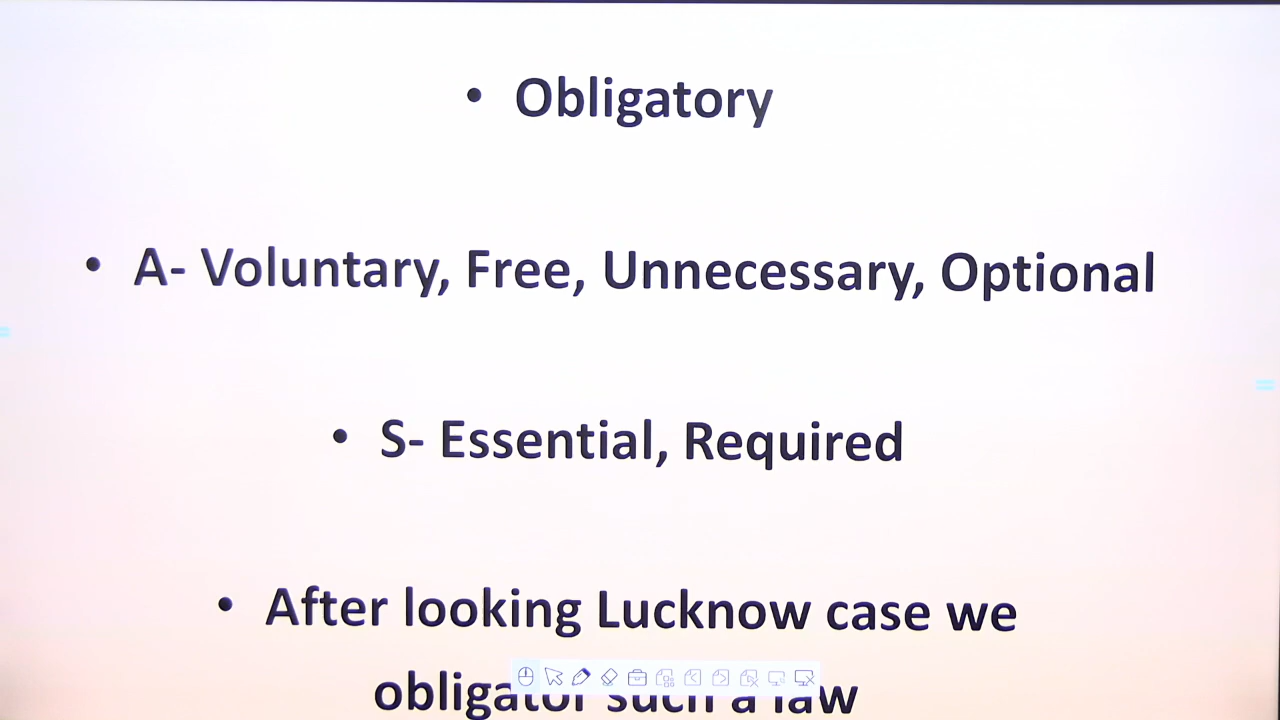 • Obligatory
• A- Voluntary, Free, Unnecessary, Optional
• S- Essential, Required
• After looking Lucknow case we
obligator such a law